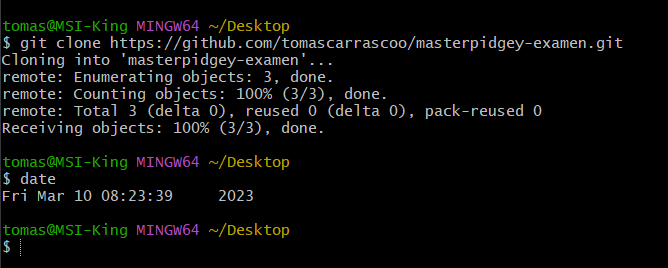 tomas@MSI-King MINGW64 ~/Desktop
$ git clone https://github.com/tomascarrascoo/masterpidgey-examen.git
Cloning into 'masterpidgey-examen'...
remote: Enumerating objects: 3, done.
remote: Counting objects: 100% (3/3), done.
remote: Total 3 (delta 0), reused 0 (delta 0), pack-reused 0
Receiving objects: 100% (3/3), done.
tomas@MSI-King MINGW64 ~/Desktop
$ date
Fri Mar 10 08:23:39     2023
tomas@MSI-King MINGW64 ~/Desktop
$